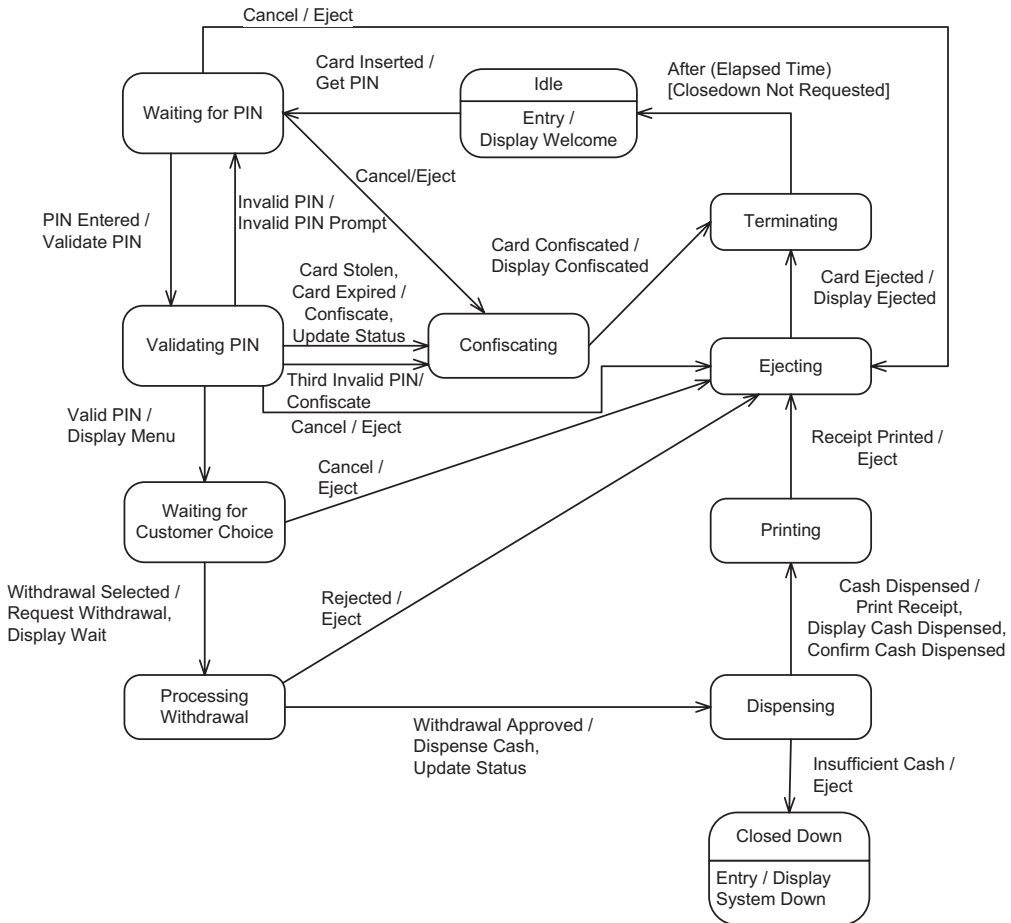 Cancel / Eject
Card Inserted /
Get PIN
After (Elapsed Time)
[Closedown Not Requested]
Idle
Entry /
Display Welcome
Waiting for PIN
Cancel/Eject
PIN Entered /
Validate PIN
Invalid PIN /
Invalid PIN Prompt
Terminating
Card Confiscated /
Display Confiscated
Card Stolen,
Card Expired /
Confiscate,
Update Status
Card Ejected /
Display Ejected
Validating PIN
Confiscating
Ejecting
Third Invalid PIN/
Confiscate
Cancel / Eject
Valid PIN /
Display Menu
Cancel /
Eject
Receipt Printed /
Eject
Waiting for
Customer Choice
Printing
Withdrawal Selected /
Request Withdrawal,
Display Wait
Rejected /
Eject
Cash Dispensed /
Print Receipt,
Display Cash Dispensed,
Confirm Cash Dispensed
Processing
Withdrawal
Dispensing
Withdrawal Approved /
Dispense Cash,
Update Status
Insufficient Cash /
Eject
Closed Down
Entry / Display
System Down